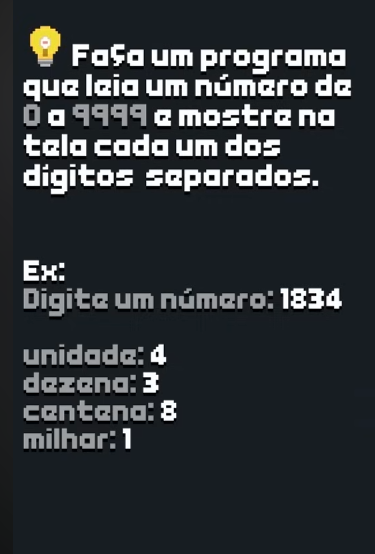 Faça um programa
que leia um número de
0 a 9999 e mostre na
tela cada um dos
dígitos separados.
Ex:
Digite um número: 1834
unidade: 4
dezena: 3
centena: 8
milhar: 1